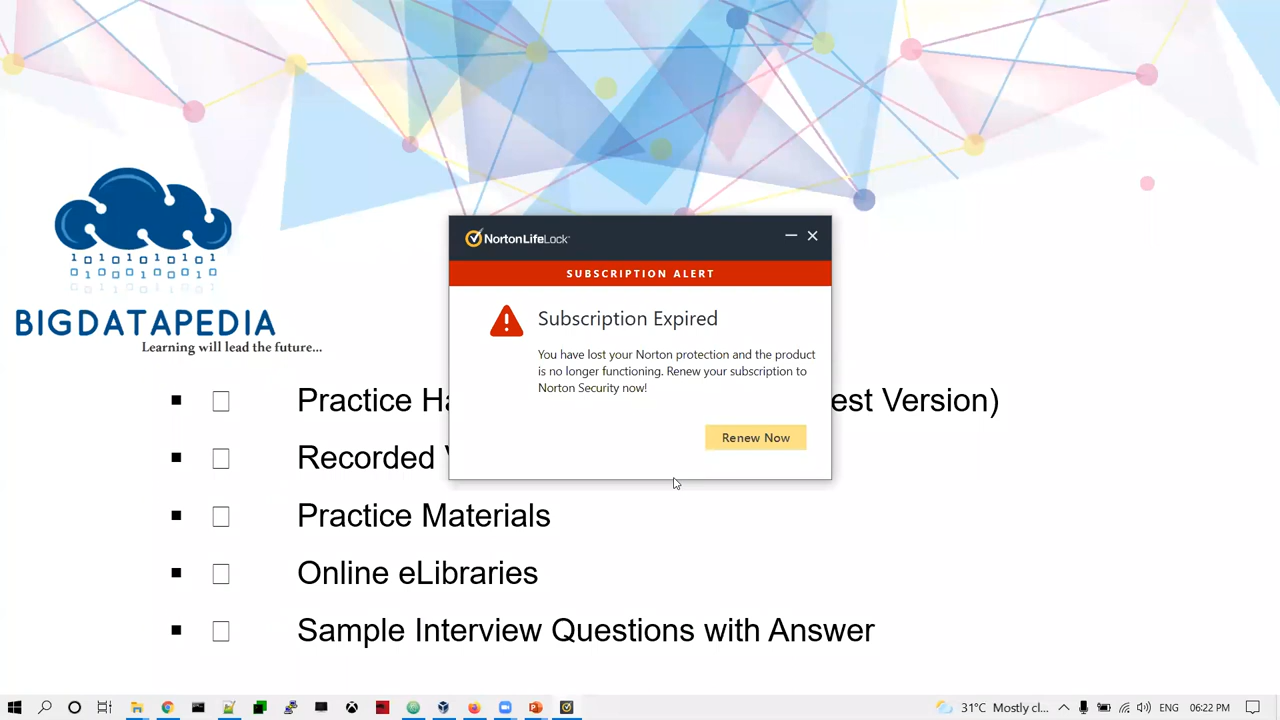 NortonLifeLock
SUBSCRIPTION ALERT
Subscription Expired
You have lost your Norton protection and the product
is no longer functioning. Renew your subscription to
Norton Security now!
Renew Now
BIGDATAPEDIA
Learning will lead the future...
Practice
est Version)
Recorded
Practice Materials
Online eLibraries
Sample Interview Questions with Answer
31°C Mostly cl... ENG 06:22 PM